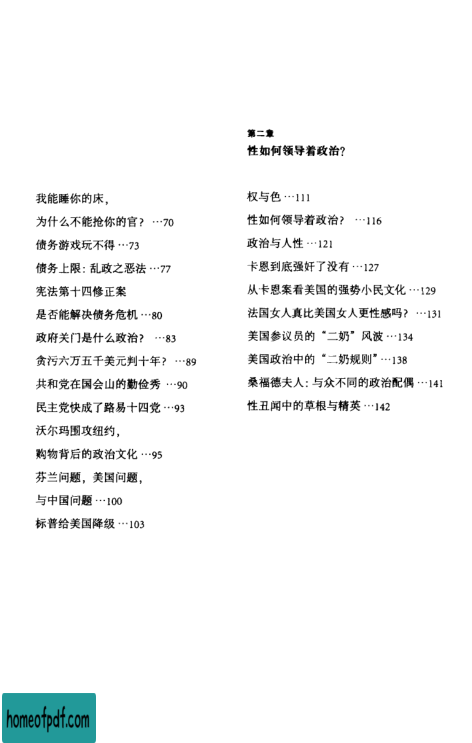 我能睡你的床，
为什么不能抢你的官？ …70
债务游戏玩不得 …73
债务上限：乱政之恶法 …77
宪法第十四修正案
是否能解决债务危机 …80
政府关门是什么政治？ …83
贪污六万五千美元判十年？ …89
共和党在国会山的勤俭秀 …90
民主党快成了路易十四党 …93
沃尔玛围攻纽约，
购物背后的政治文化 …95
芬兰问题，美国问题，
与中国问题 …100
标普给美国降级 …103
第二章
性如何领导着政治？
权与色 …111
性如何领导着政治？ …116
政治与人性 …121
卡恩到底强奸了没有 …127
从卡恩案看美国的强势小民文化 …129
法国女人真比美国女人更性感吗？ …131
美国参议员的“二奶”风波 …134
美国政治中的“二奶规则” …138
桑福德夫人：与众不同的政治配偶 …141
性丑闻中的草根与精英 …142
homeofpdf.com